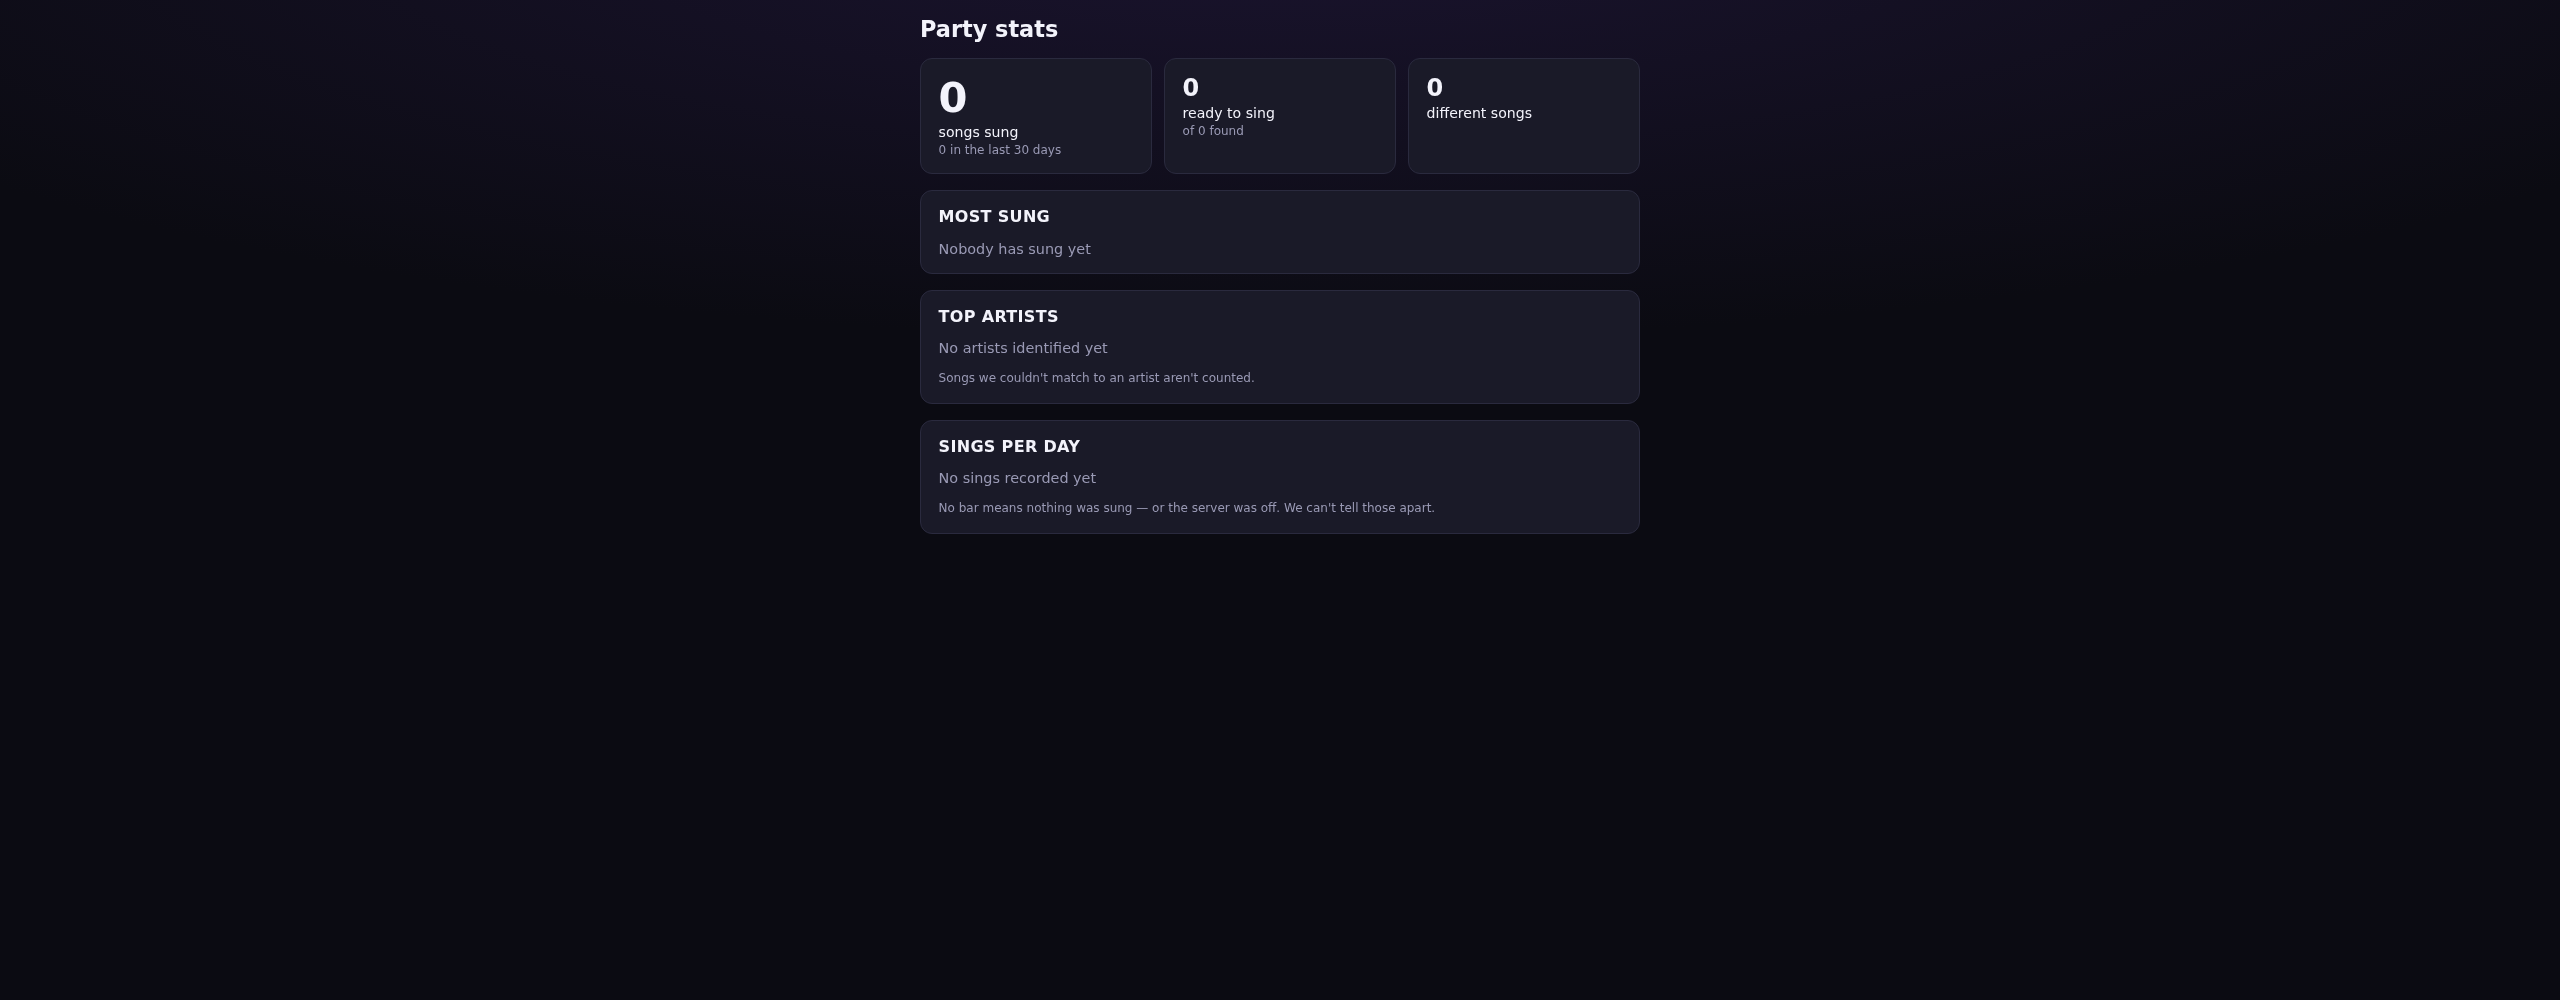 Party stats
0
songs sung
0 in the last 30 days
0
ready to sing
of 0 found
0
different songs
MOST SUNG
Nobody has sung yet
TOP ARTISTS
No artists identified yet
Songs we couldn't match to an artist aren't counted.
SINGS PER DAY
No sings recorded yet
No bar means nothing was sung — or the server was off. We can't tell those apart.